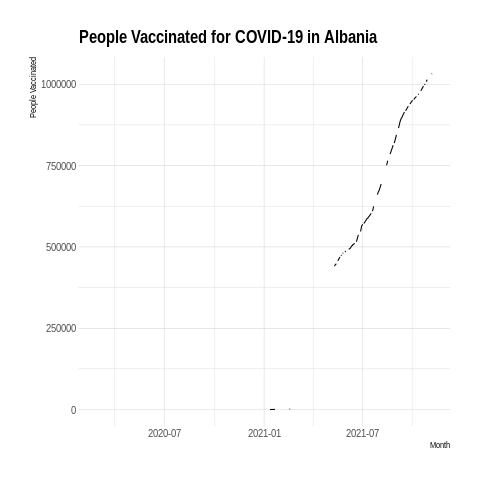 People Vaccinated for COVID-19 in Albania
People Vaccinated
1000000
750000
500000
250000
0
2020-07
2021-01
2021-07
Month